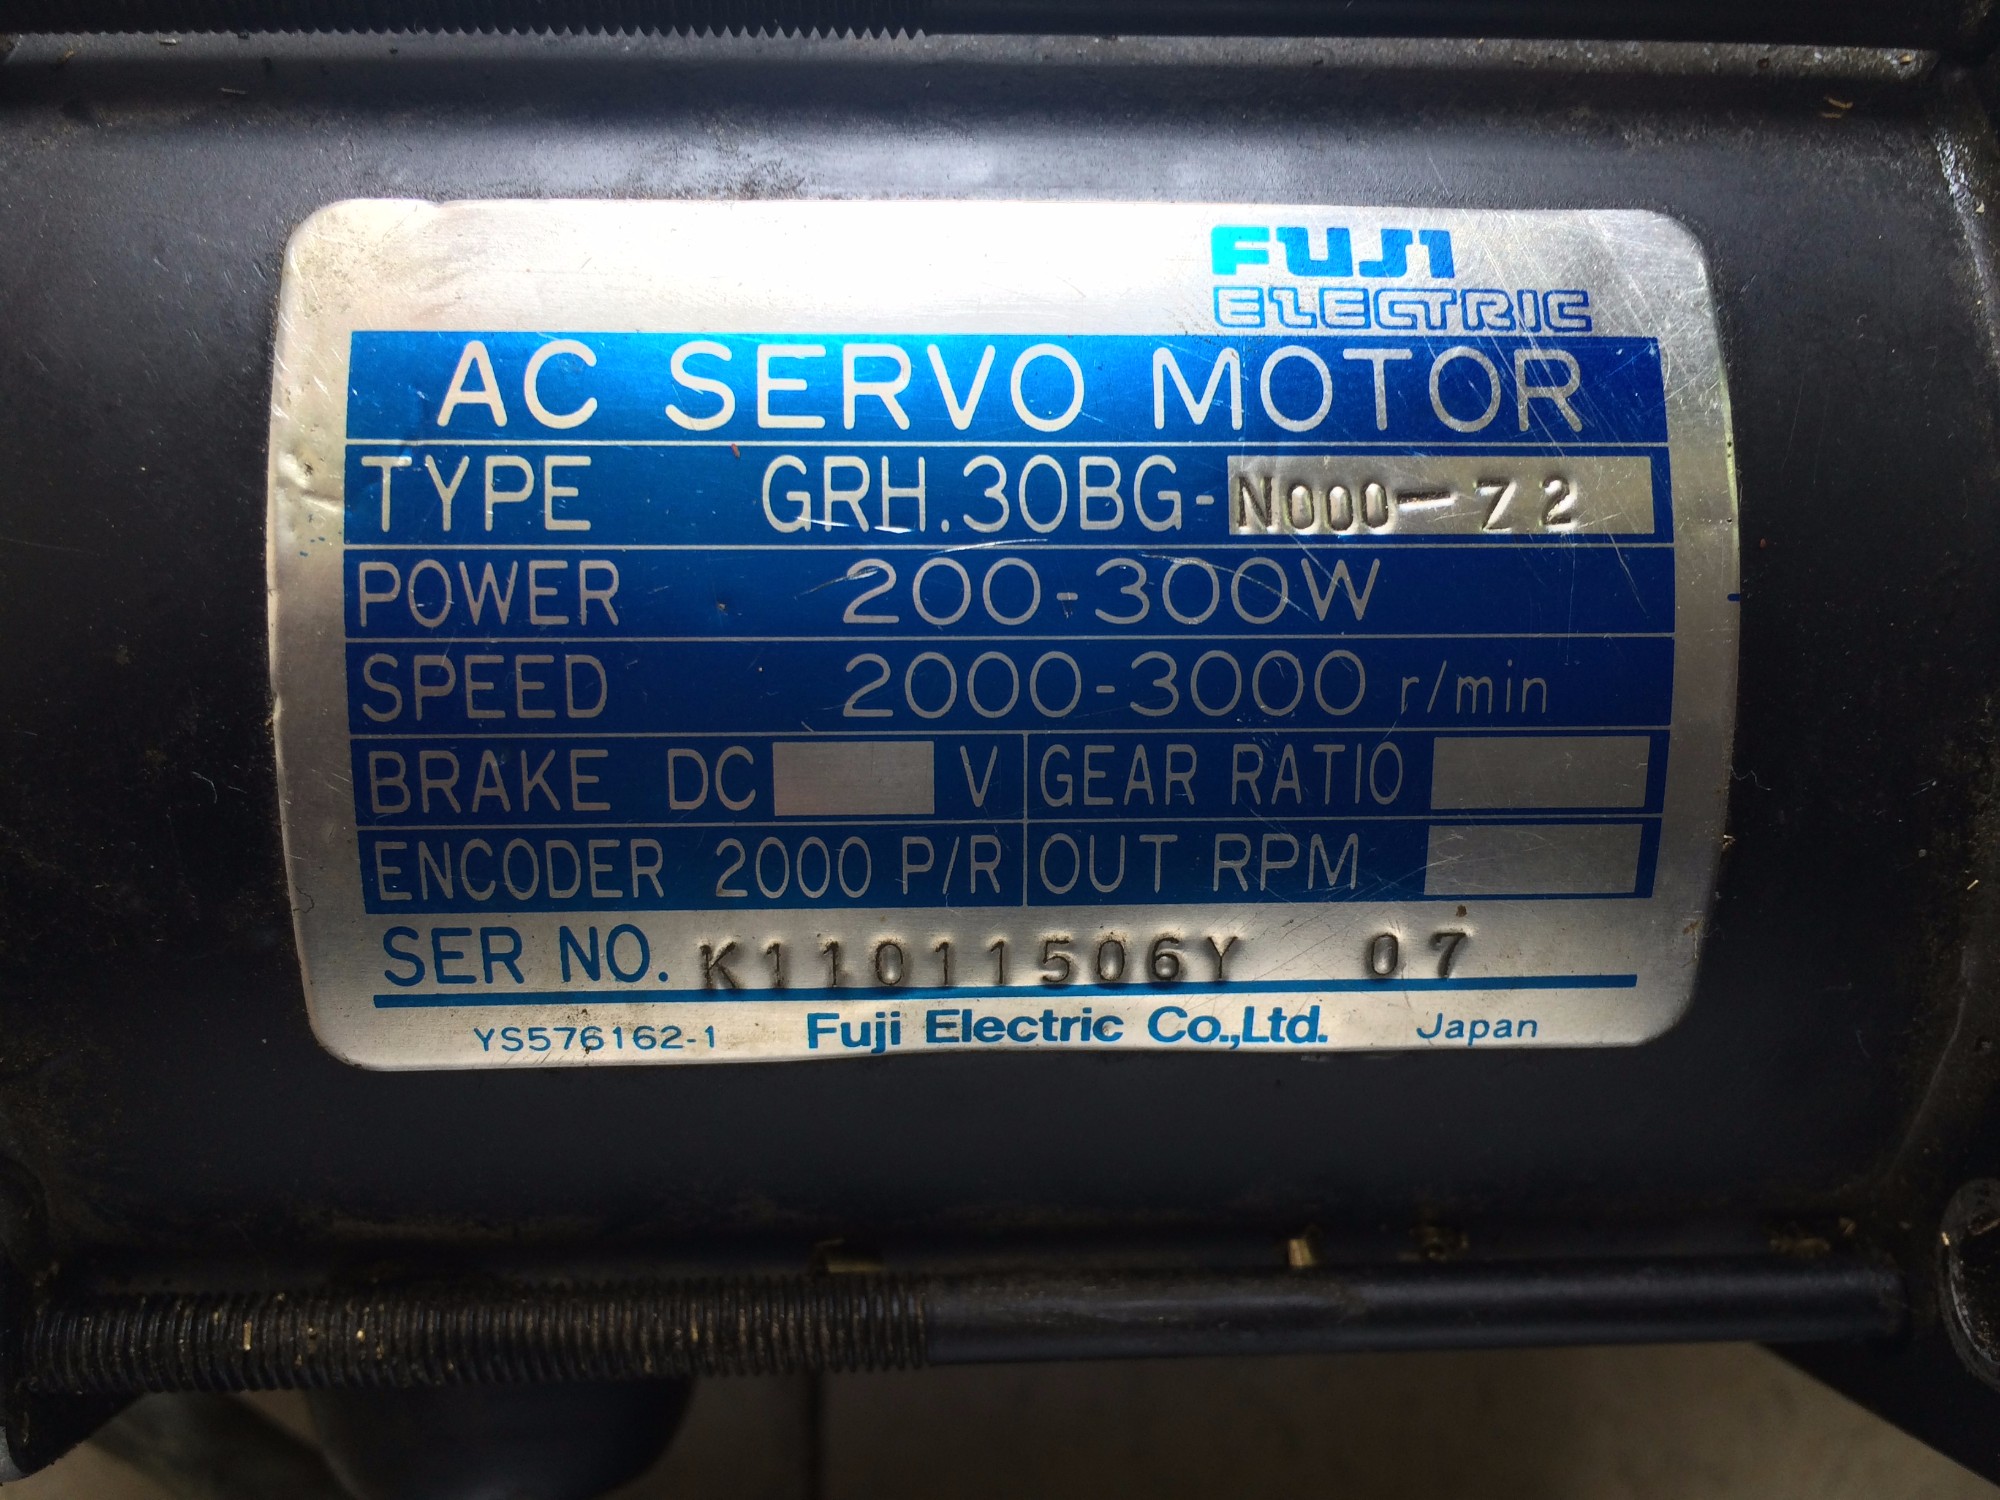 FUJI
ELECTRIC
AC SERVO MOTOR
TYPE GRH.30BG-N000-Z2
POWER 200-300W
SPEED 2000-3000 r/min
BRAKE DC V GEAR RATIO
ENCODER 2000 P/R OUT RPM
SER NO. K11011506Y 07
YS576162-1 Fuji Electric Co.,Ltd. Japan